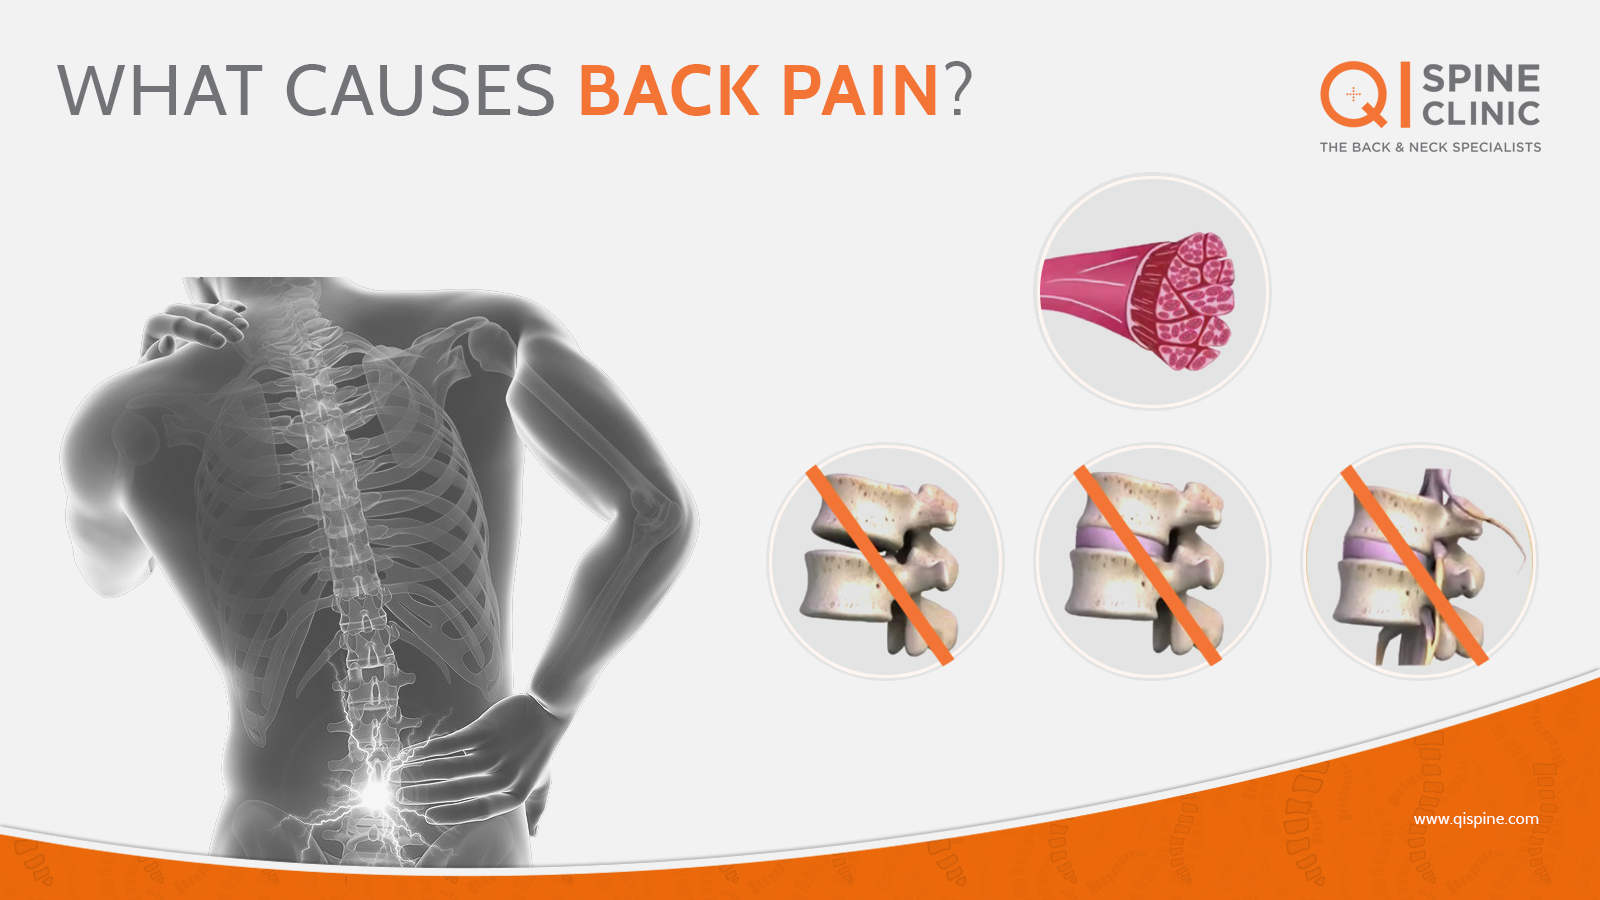 WHAT CAUSES BACK PAIN?
QI SPINE
CLINIC
THE BACK & NECK SPECIALISTS
www.qispine.com